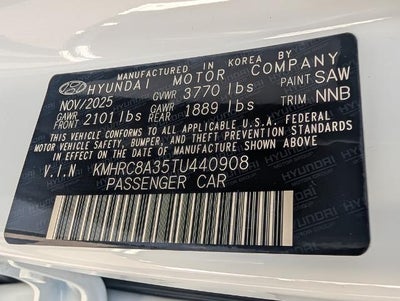 MANUFACTURED IN KOREA BY
HYUNDAI MOTOR COMPANY
NOV/2025 GVWR 3770 lbs PAINT SAW
GAWR FRONT 2101 lbs GAWR REAR 1889 lbs TRIM NNB
THIS VEHICLE CONFORMS TO ALL APPLICABLE U.S.A. FEDERAL
MOTOR VEHICLE SAFETY, BUMPER, AND THEFT PREVENTION STANDARDS
IN EFFECT ON THE DATE OF MANUFACTURE SHOWN ABOVE
V.I.N KMHRC8A35TU440908
PASSENGER CAR